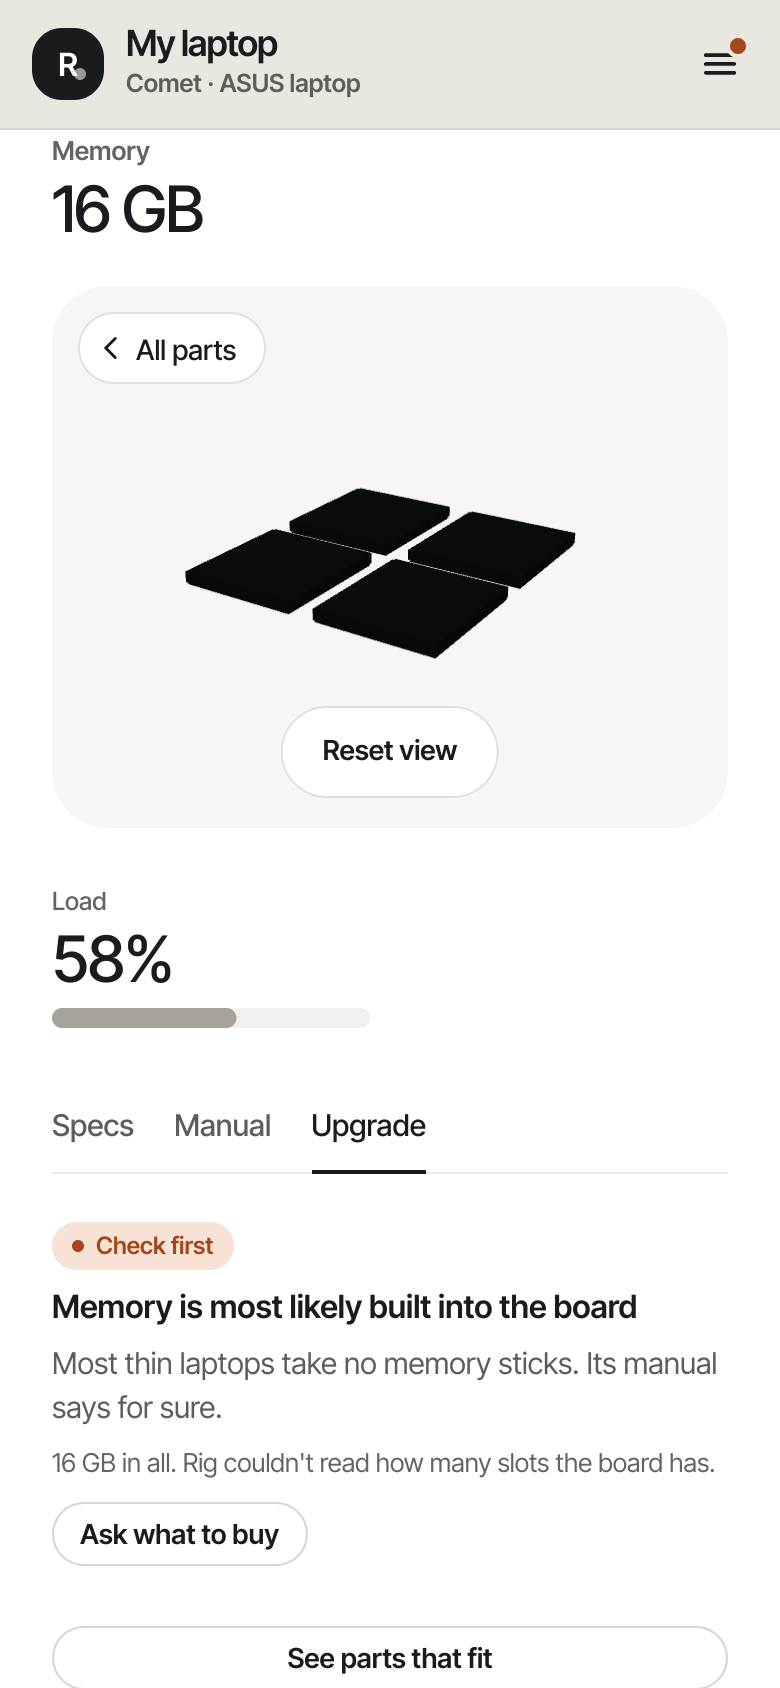 R
My laptop
Comet · ASUS laptop
Memory
16 GB
All parts
Reset view
Load
58%
Specs Manual Upgrade
Check first
Memory is most likely built into the board
Most thin laptops take no memory sticks. Its manual
says for sure.
16 GB in all. Rig couldn't read how many slots the board has.
Ask what to buy
See parts that fit